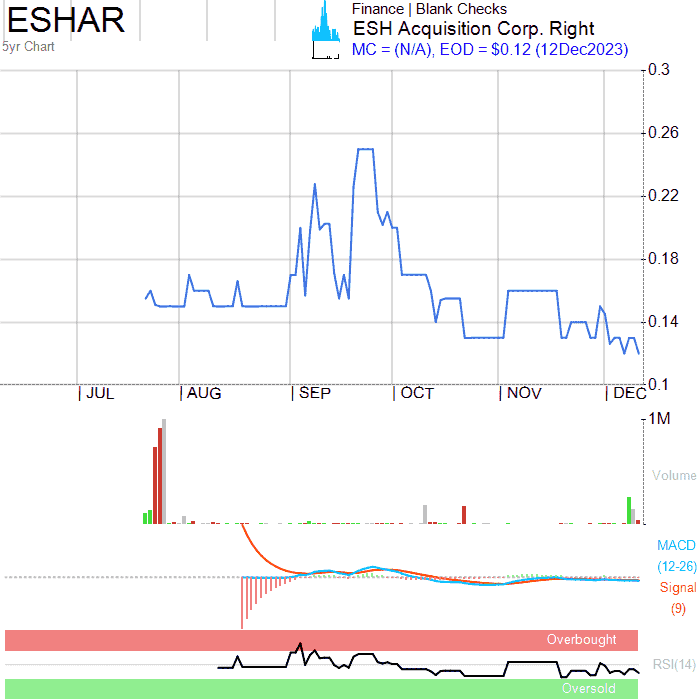 ESHAR
5yr Chart
Finance | Blank Checks
ESH Acquisition Corp. Right
MC = (N/A), EOD = $0.12 (12Dec2023)
0.3
0.26
0.22
0.18
0.14
0.1
JUL AUG SEP OCT NOV DEC
1M
Volume
MACD
(12-26)
Signal
(9)
Overbought
RSI(14)
Oversold